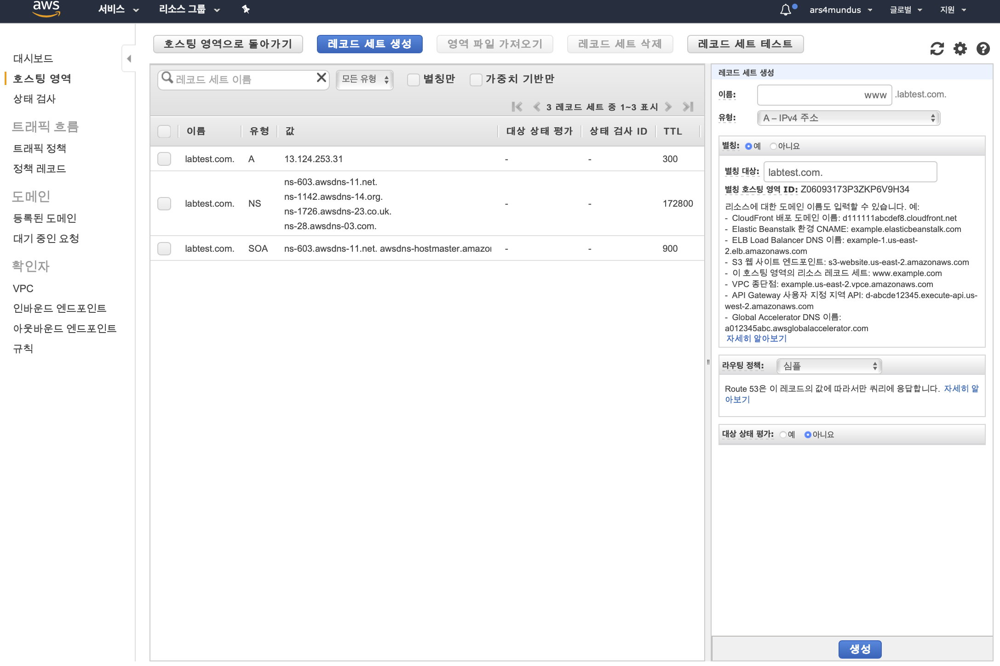 aws
서비스
리소스 그룹
ars4mundus
글로벌
지원
대시보드
호스팅 영역
상태 검사
트래픽 흐름
트래픽 정책
정책 레코드
도메인
등록된 도메인
대기 중인 요청
확인자
VPC
인바운드 엔드포인트
아웃바운드 엔드포인트
규칙
호스팅 영역으로 돌아가기
레코드 세트 생성
영역 파일 가져오기
레코드 세트 삭제
레코드 세트 테스트
레코드 세트 이름
모든 유형
별칭만
가중치 기반만
3 레코드 세트 중 1~3 표시
이름 유형 값 대상 상태 평가 상태 검사 ID TTL
labtest.com. A 13.124.253.31 - - 300
labtest.com. NS ns-603.awsdns-11.net.
ns-1142.awsdns-14.org.
ns-1726.awsdns-23.co.uk.
ns-28.awsdns-03.com.
- - 172800
labtest.com. SOA ns-603.awsdns-11.net. awsdns-hostmaster.amazon - - 900
레코드 세트 생성
이름: www .labtest.com.
유형: A – IPv4 주소
별칭: 예 아니요
별칭 대상: labtest.com.
별칭 호스팅 영역 ID: Z06093173P3ZKP6V9H34
리소스에 대한 도메인 이름도 입력할 수 있습니다. 예:
- CloudFront 배포 도메인 이름: d111111abcdef8.cloudfront.net
- Elastic Beanstalk 환경 CNAME: example.elasticbeanstalk.com
- ELB Load Balancer DNS 이름: example-1.us-east-
2.elb.amazonaws.com
- S3 웹 사이트 엔드포인트: s3-website.us-east-2.amazonaws.com
- 이 호스팅 영역의 리소스 레코드 세트: www.example.com
- VPC 종단점: example.us-east-2.vpce.amazonaws.com
- API Gateway 사용자 지정 지역 API: d-abcde12345.execute-api.us-
west-2.amazonaws.com
- Global Accelerator DNS 이름:
a012345abc.awsglobalaccelerator.com
자세히 알아보기
라우팅 정책: 심플
Route 53은 이 레코드의 값에 따라서만 쿼리에 응답합니다. 자세히 알
아보기
대상 상태 평가: 예 아니요
생성